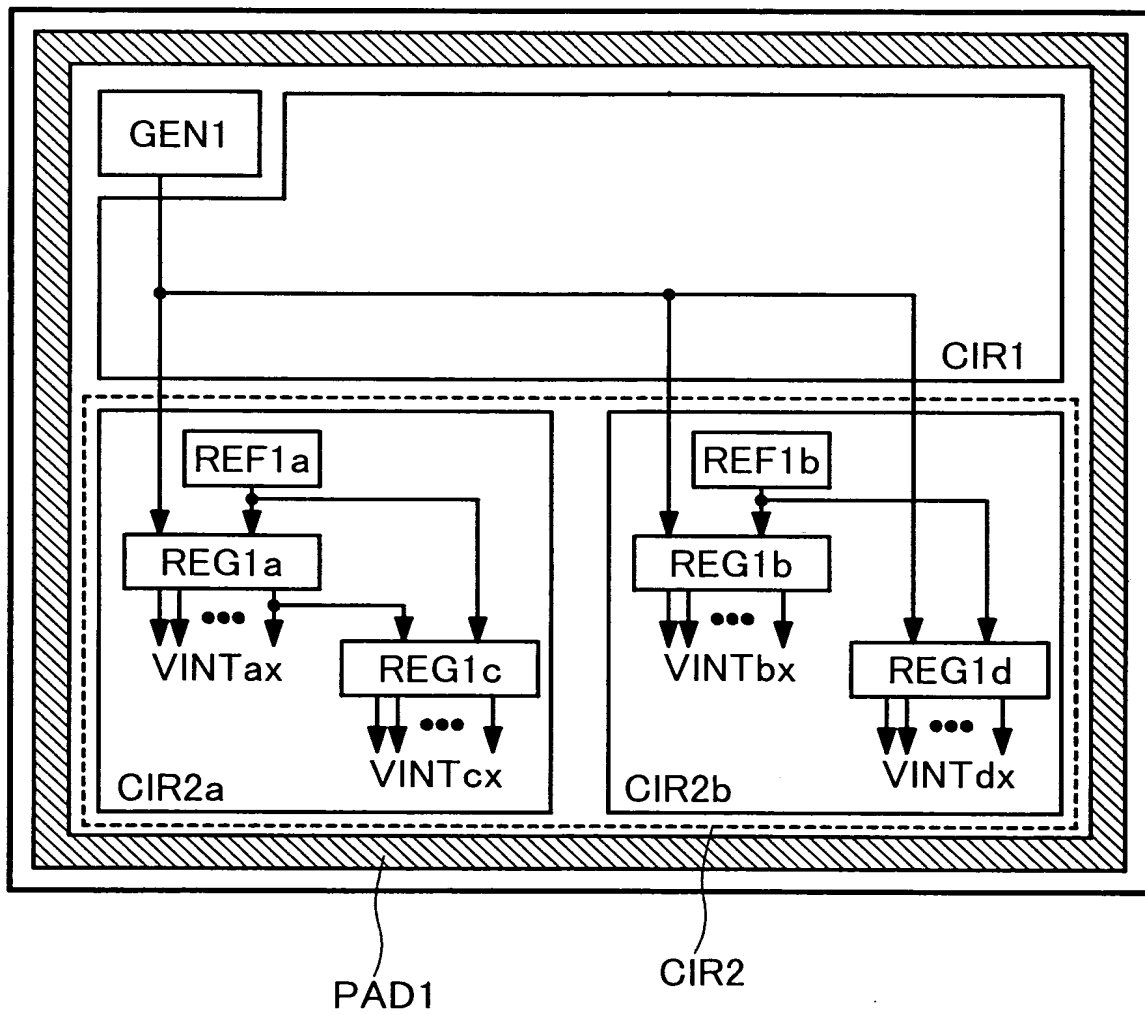 GEN1
CIR1
REF1a
REF1b
REG1a
REG1b
VINTax
REG1c
VINTbx
REG1d
VINTcx
VINTdx
CIR2a
CIR2b
CIR2
PAD1